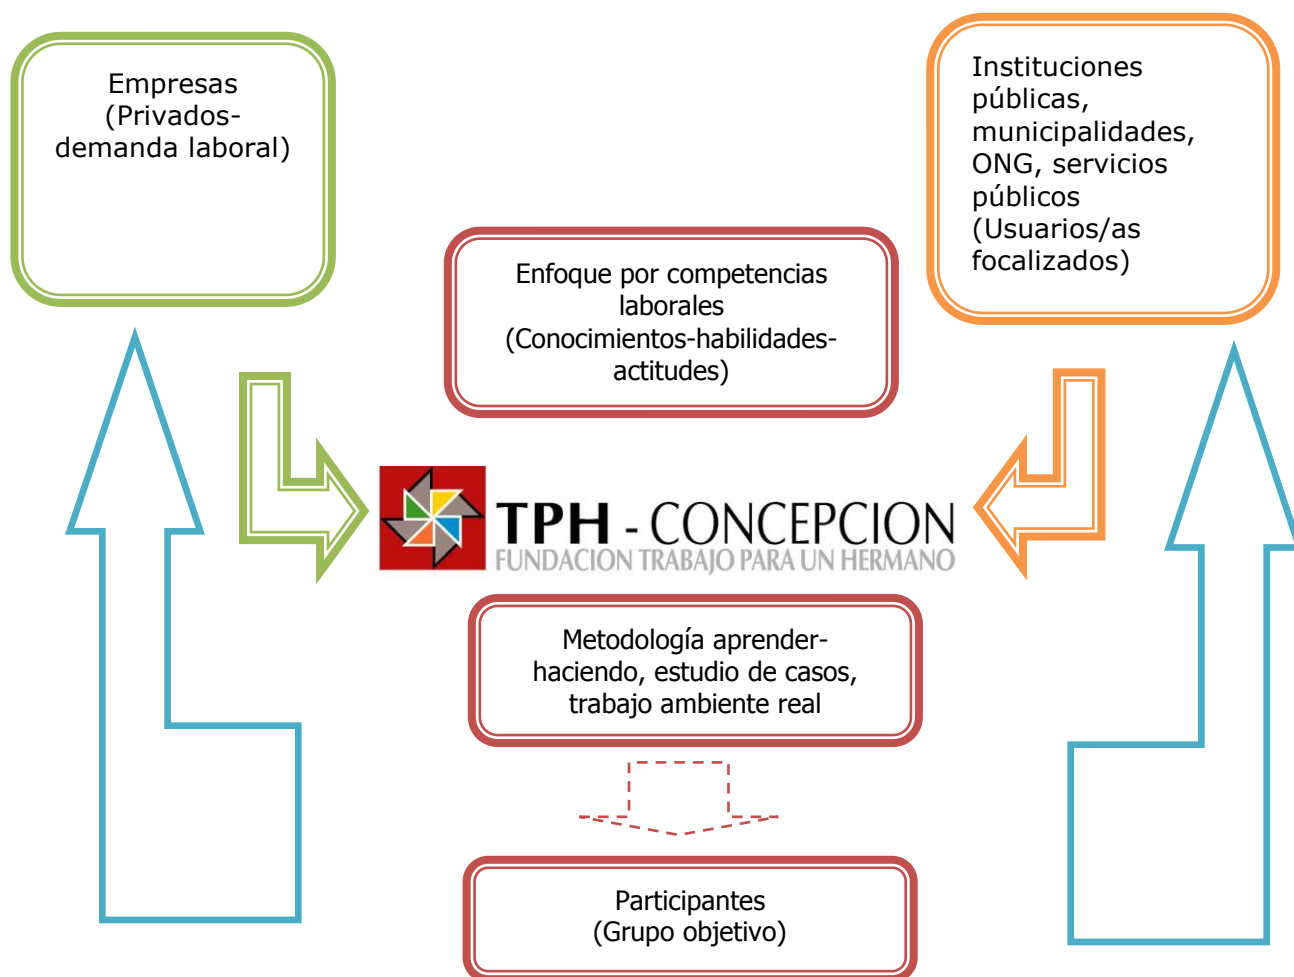 Empresas
(Privados-
demanda laboral)
Instituciones
públicas,
municipalidades,
ONG, servicios
públicos
(Usuarios/as
focalizados)
Enfoque por competencias
laborales
(Conocimientos-habilidades-
actitudes)
TPH - CONCEPCION
FUNDACION TRABAJO PARA UN HERMANO
Metodología aprender-
haciendo, estudio de casos,
trabajo ambiente real
Participantes
(Grupo objetivo)